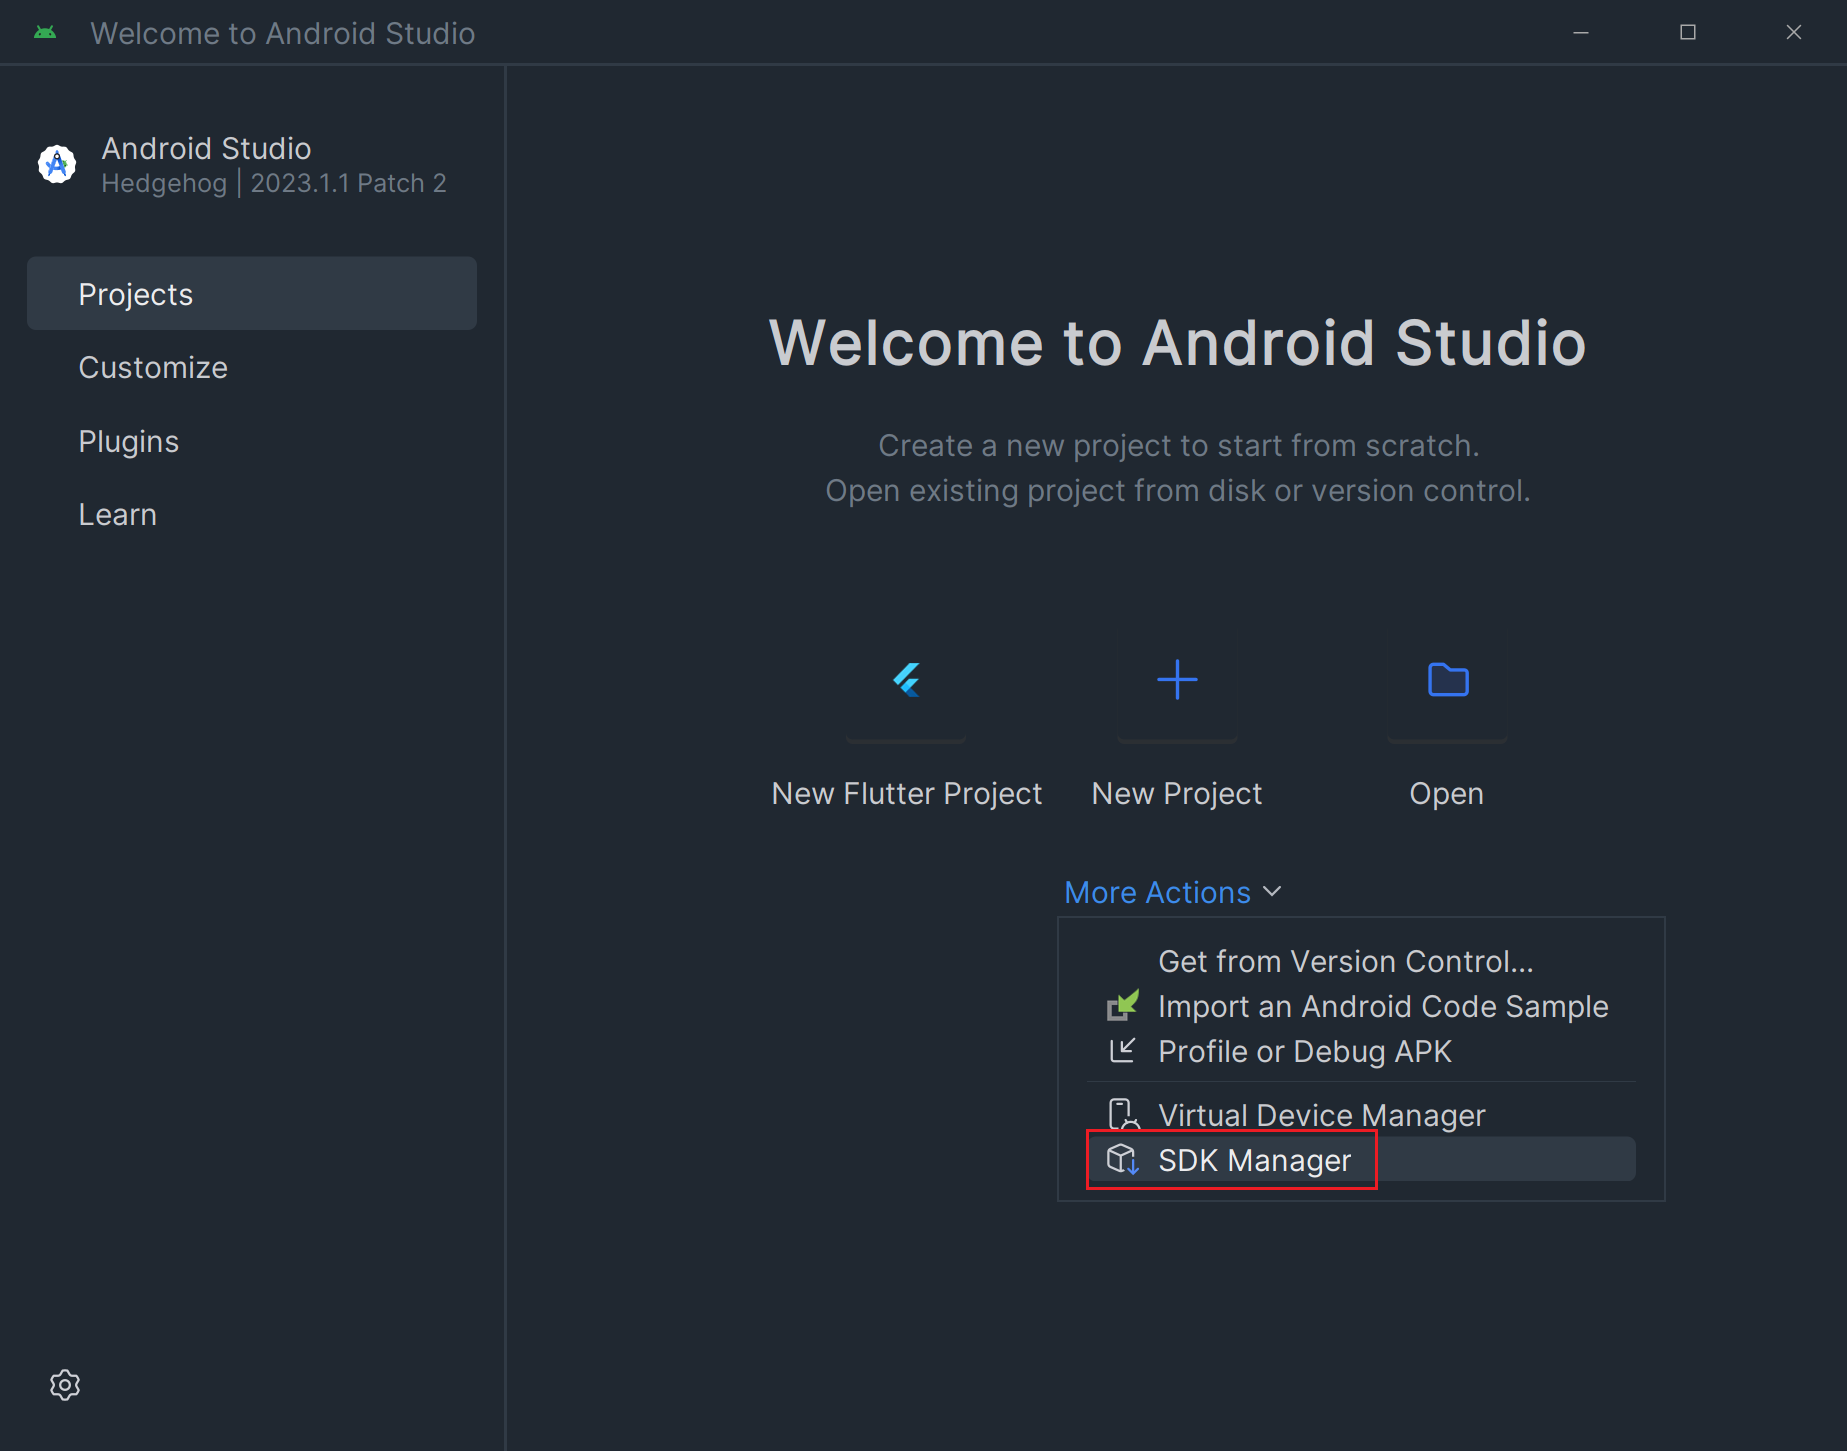 Welcome to Android Studio
Android Studio
Hedgehog | 2023.1.1 Patch 2
Projects
Customize
Plugins
Learn
Welcome to Android Studio
Create a new project to start from scratch.
Open existing project from disk or version control.
New Flutter Project
New Project
Open
More Actions
Get from Version Control...
Import an Android Code Sample
Profile or Debug APK
Virtual Device Manager
SDK Manager